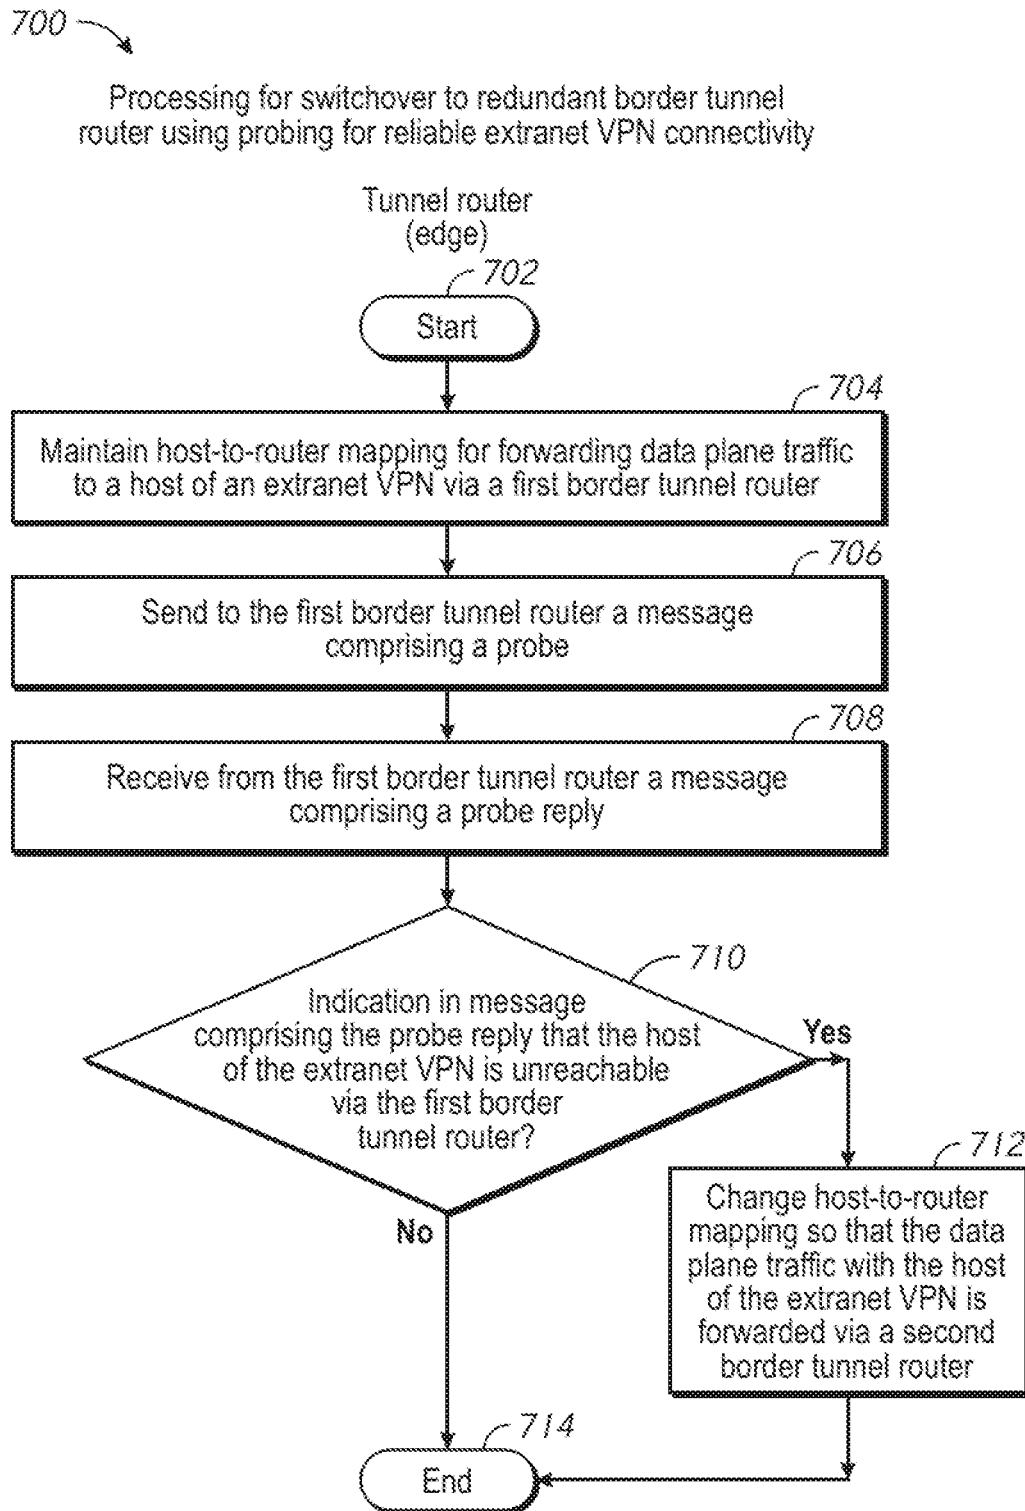 700
Processing for switchover to redundant border tunnel
router using probing for reliable extranet VPN connectivity
Tunnel router
(edge)
702
Start
704
Maintain host-to-router mapping for forwarding data plane traffic
to a host of an extranet VPN via a first border tunnel router
706
Send to the first border tunnel router a message
comprising a probe
708
Receive from the first border tunnel router a message
comprising a probe reply
710
Indication in message
comprising the probe reply that the host
of the extranet VPN is unreachable
via the first border
tunnel router?
Yes
No
712
Change host-to-router
mapping so that the data
plane traffic with the host
of the extranet VPN is
forwarded via a second
border tunnel router
714
End